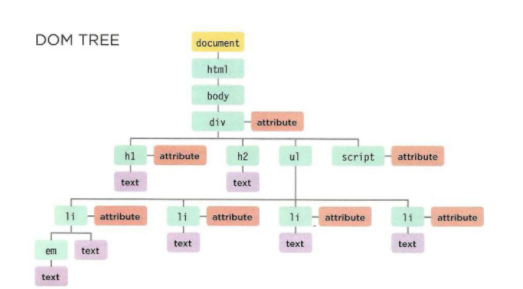 DOM TREE
document
html
body
div attribute
h1 attribute h2 ul script attribute
text text
li attribute li attribute li attribute li attribute
em text text text text
text